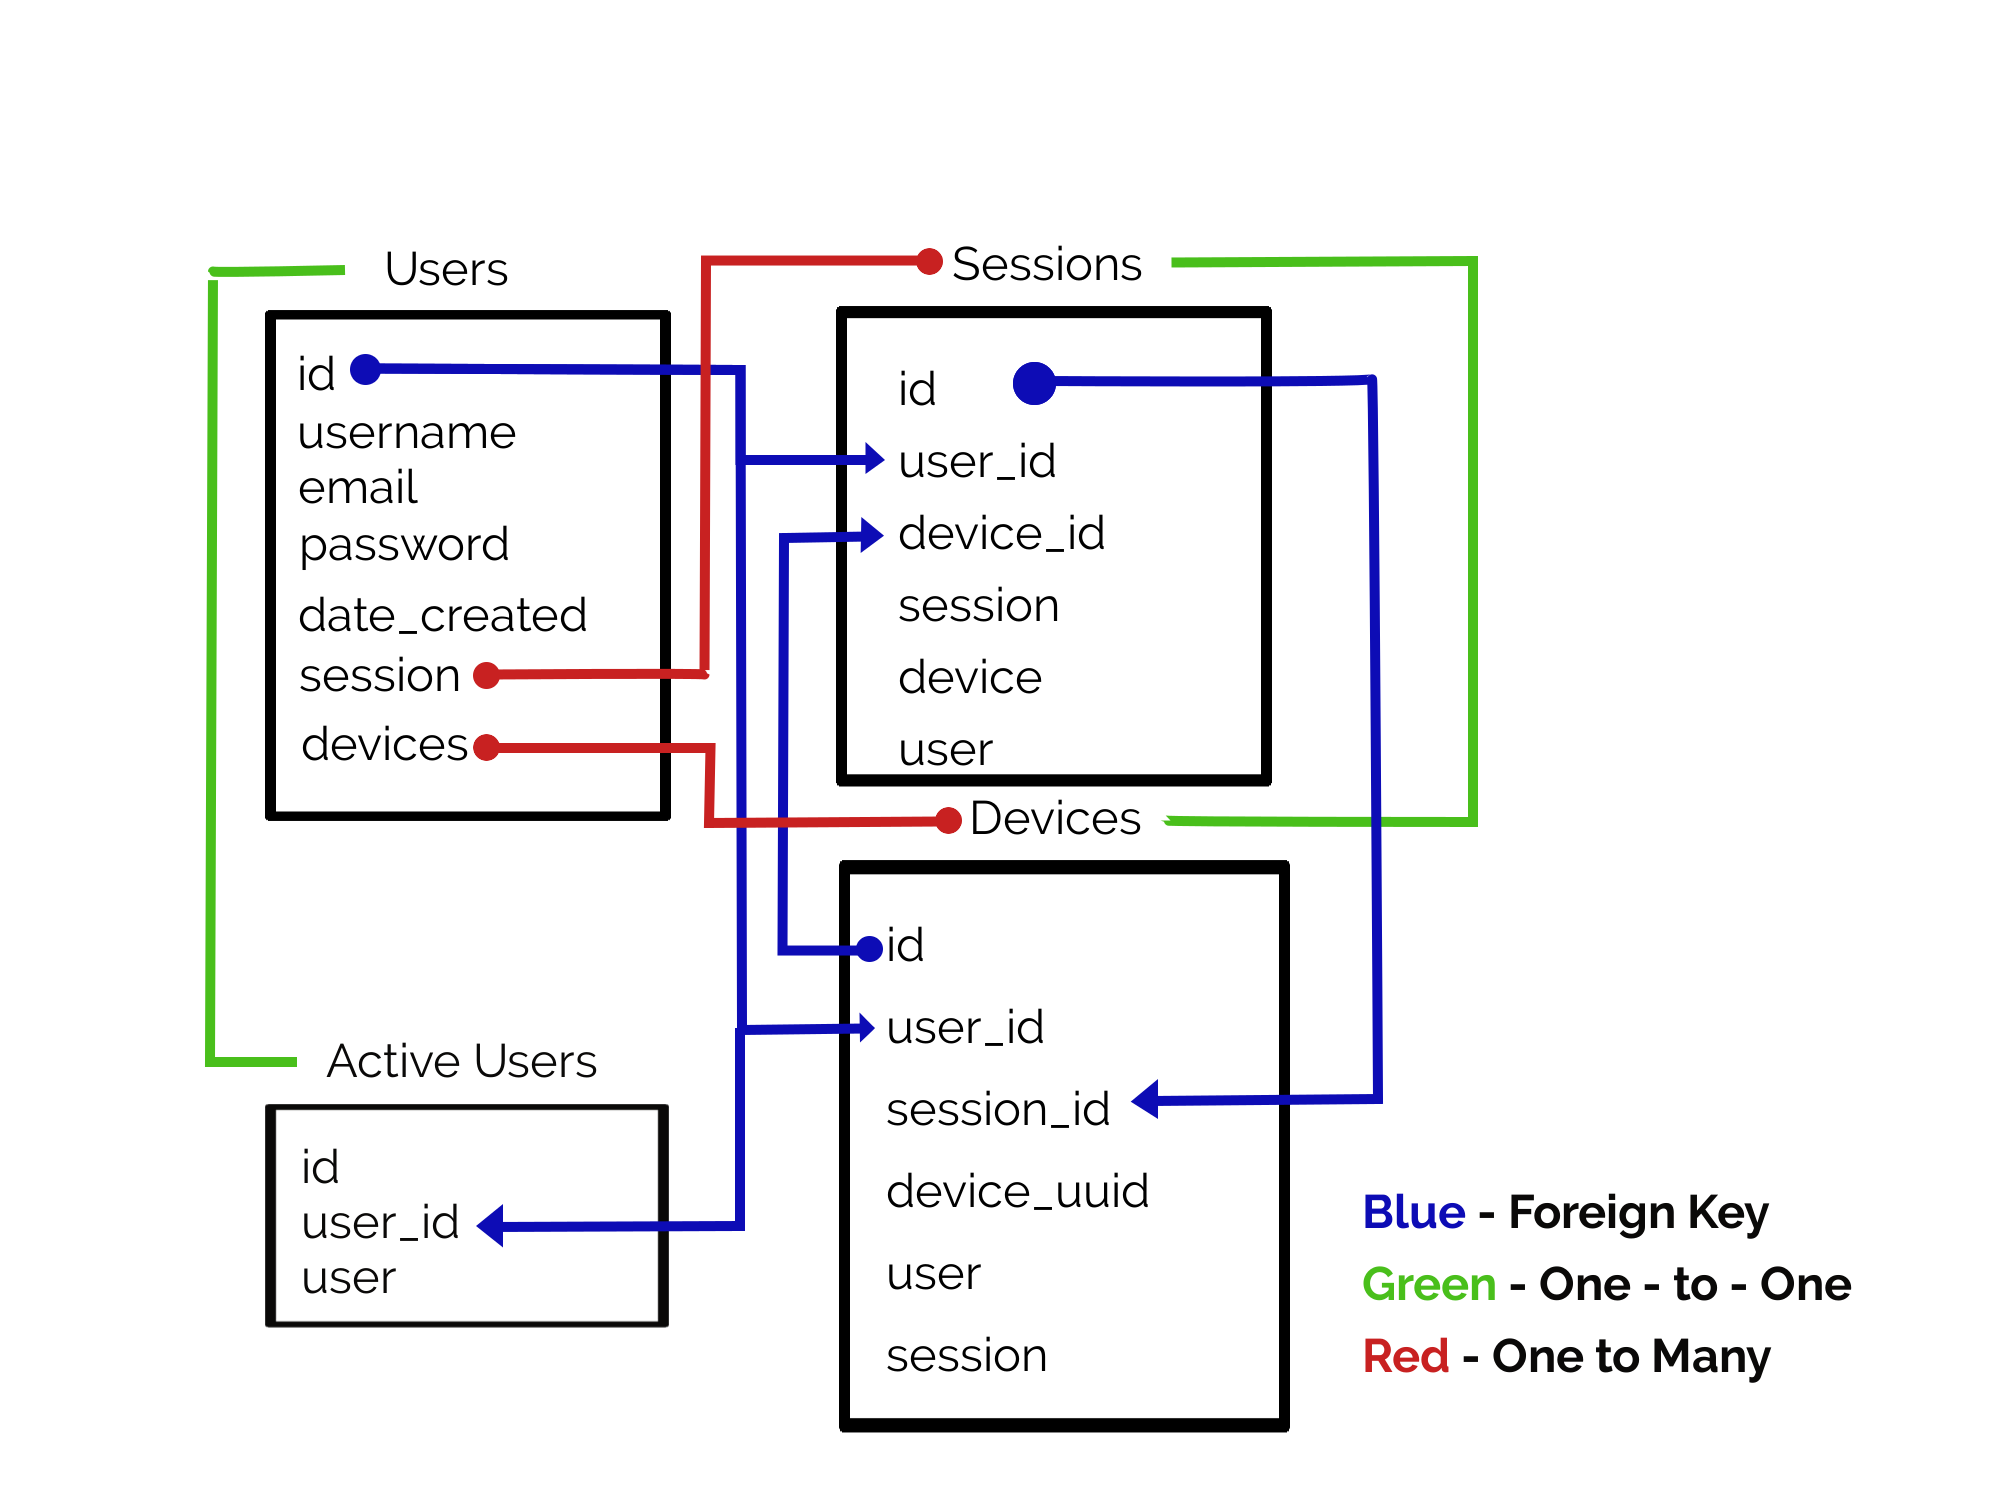 Users
id
username
email
password
date_created
session
devices
Sessions
id
user_id
device_id
session
device
user
Devices
id
user_id
session_id
device_uuid
user
session
Active Users
id
user_id
user
Blue - Foreign Key
Green - One - to - One
Red - One to Many